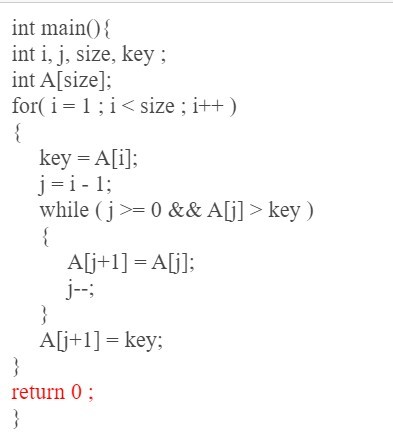 int main(){
int i, j, size, key ;
int A[size];
for( i = 1 ; i < size ; i++ )
{
key = A[i];
j = i - 1;
while ( j >= 0 && A[j] > key )
{
A[j+1] = A[j];
j--;
}
A[j+1] = key;
}
return 0 ;
}